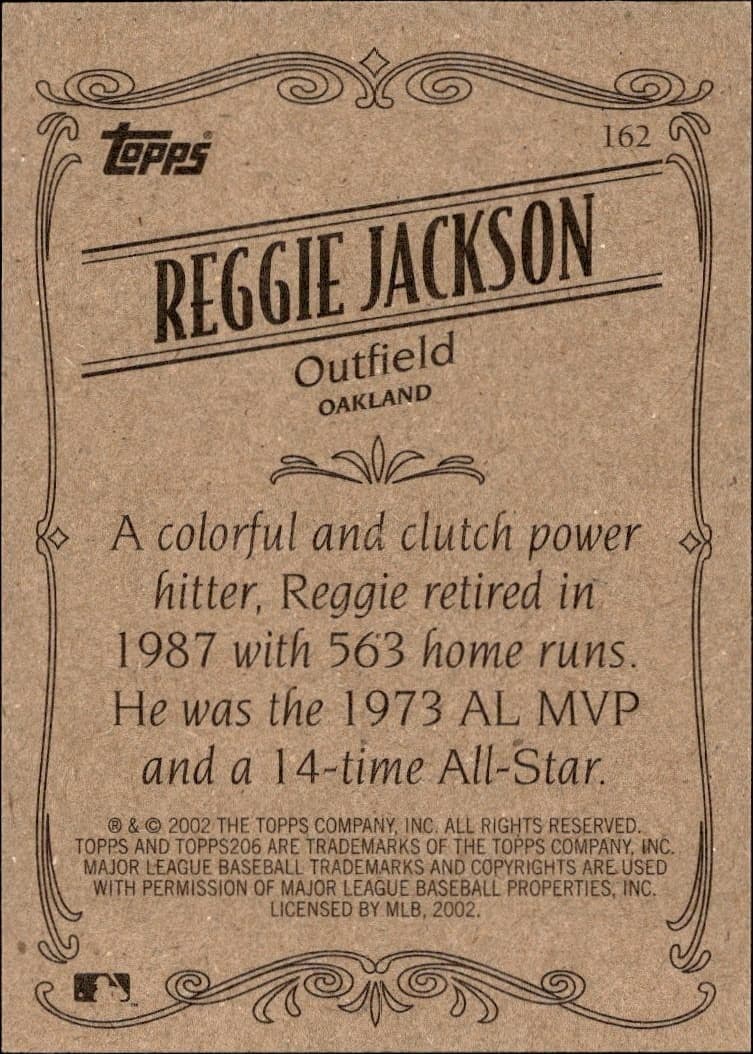 Topps®
162
REGGIE JACKSON
Outfield
OAKLAND
A colorful and clutch power
hitter, Reggie retired in
1987 with 563 home runs.
He was the 1973 AL MVP
and a 14-time All-Star.
® & © 2002 THE TOPPS COMPANY, INC. ALL RIGHTS RESERVED.
TOPPS AND TOPPS206 ARE TRADEMARKS OF THE TOPPS COMPANY, INC.
MAJOR LEAGUE BASEBALL TRADEMARKS AND COPYRIGHTS ARE USED
WITH PERMISSION OF MAJOR LEAGUE BASEBALL PROPERTIES, INC.
LICENSED BY MLB, 2002.
™